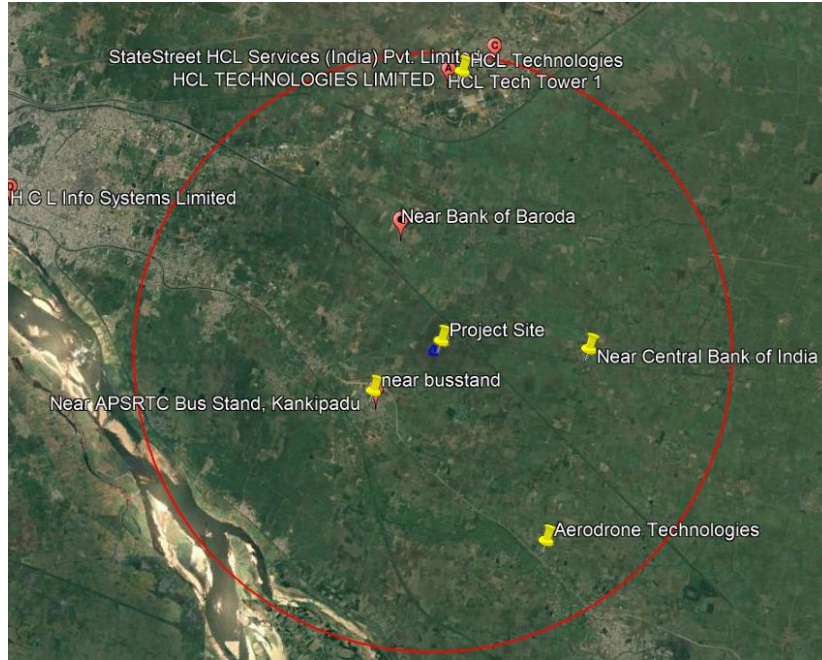 StateStreet HCL Services (India) Pvt. Limited
C
HCL Technologies
A
HCL TECHNOLOGIES LIMITED
HCL Tech Tower 1
H C L Info Systems Limited
Near Bank of Baroda
Project Site
Near Central Bank of India
near busstand
Near APSRTC Bus Stand, Kankipadu
Aerodrone Technologies